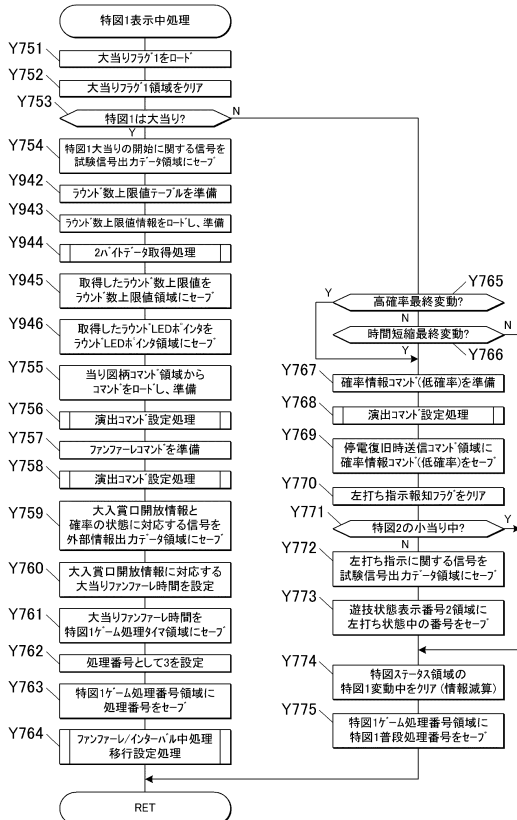 特図1表示中処理
Y751
大当りフラグ1をロード
Y752
大当りフラグ1領域をクリア
Y753
特図1は大当り?
N
Y
Y754
特図1大当りの開始に関する信号を
試験信号出力データ領域にセーブ
Y942
ラウンド数上限値テーブルを準備
Y943
ラウンド数上限値情報をロードし、準備
Y944
2バイトデータ取得処理
Y945
取得したラウンド数上限値を
ラウンド数上限値領域にセーブ
Y946
取得したラウンドLEDポインタを
ラウンドLEDポインタ領域にセーブ
Y755
当り図柄コマンド領域から
コマンドをロードし、準備
Y756
演出コマンド設定処理
Y757
ファンファーレコマンドを準備
Y758
演出コマンド設定処理
Y759
大入賞口開放情報と
確率の状態に対応する信号を
外部情報出力データ領域にセーブ
Y760
大入賞口開放情報に対応する
大当りファンファーレ時間を設定
Y761
大当りファンファーレ時間を
特図1ゲーム処理タイマ領域にセーブ
Y762
処理番号として3を設定
Y763
特図1ゲーム処理番号領域に
処理番号をセーブ
Y764
ファンファーレ/インターバル中処理
移行設定処理
RET
Y765
Y
高確率最終変動?
N
Y766
時間短縮最終変動?
N
Y
Y767
確率情報コマンド(低確率)を準備
Y768
演出コマンド設定処理
Y769
停電復旧時送信コマンド領域に
確率情報コマンド(低確率)をセーブ
Y770
左打ち指示報知フラグをクリア
Y771
特図2の小当り中?
Y
N
Y772
左打ち指示に関する信号を
試験信号出力データ領域にセーブ
Y773
遊技状態表示番号2領域に
左打ち状態中の番号をセーブ
Y774
特図ステータス領域の
特図1変動中をクリア(情報減算)
Y775
特図1ゲーム処理番号領域に
特図1普段処理番号をセーブ